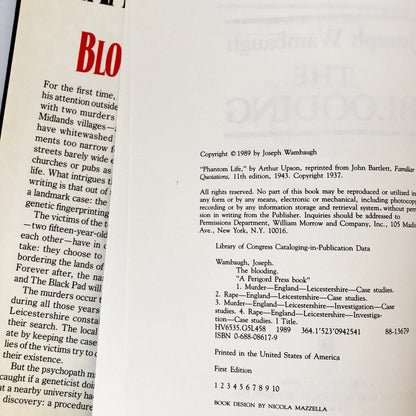 BLO
For the first time,
his attention outside
with two murders
Midlands villages—
have whitewashed
ments too narrow f
streets barely wide e
churches or pubs as
life. What intrigues t
writing is that out of
a landmark case: the
genetic fingerprinting
The victims of the t
—two fifteen-year-old
each other—have in c
take: they choose to
bordering the lands of
Forever after, the nar
and The Black Pad will
The murders occur t
during all those years
Leicestershire cour
their search. The local
ate by keeping the case
lies of the victims try to
their existence.
But the psychopath mi
caught if a geneticist doin
at a nearby university had
discovery: a procedure
Copyright © 1989 by Joseph Wambaugh
"Phantom Life," by Arthur Upson, reprinted from John Bartlett, Familiar
Quotations, 11th edition, 1943. Copyright 1937.
All rights reserved. No part of this book may be reproduced or utilized in
any form or by any means, electronic or mechanical, including photocopy
recording or by any information storage and retrieval system, without per
sion in writing from the Publisher. Inquiries should be addressed to
Permissions Department, William Morrow and Company, Inc., 105 Madi
Ave., New York, N.Y. 10016.
Library of Congress Cataloging-in-Publication Data
Wambaugh, Joseph.
The blooding.
"A Perigord Press book"
1. Murder—England—Leicestershire—Case studies.
2. Rape—England—Leicestershire—Case studies.
3. Murder—England—Leicestershire—Investigation—Case
studies. 4. Rape—England—Leicestershire—Investiga-
tion—Case studies. I Title.
HV6535.G5L458 1989 364.1'523'0942541 88-13679
ISBN 0-688-08617-9
Printed in the United States of America
First Edition
1 2 3 4 5 6 7 8 9 10
BOOK DESIGN BY NICOLA MAZZELLA